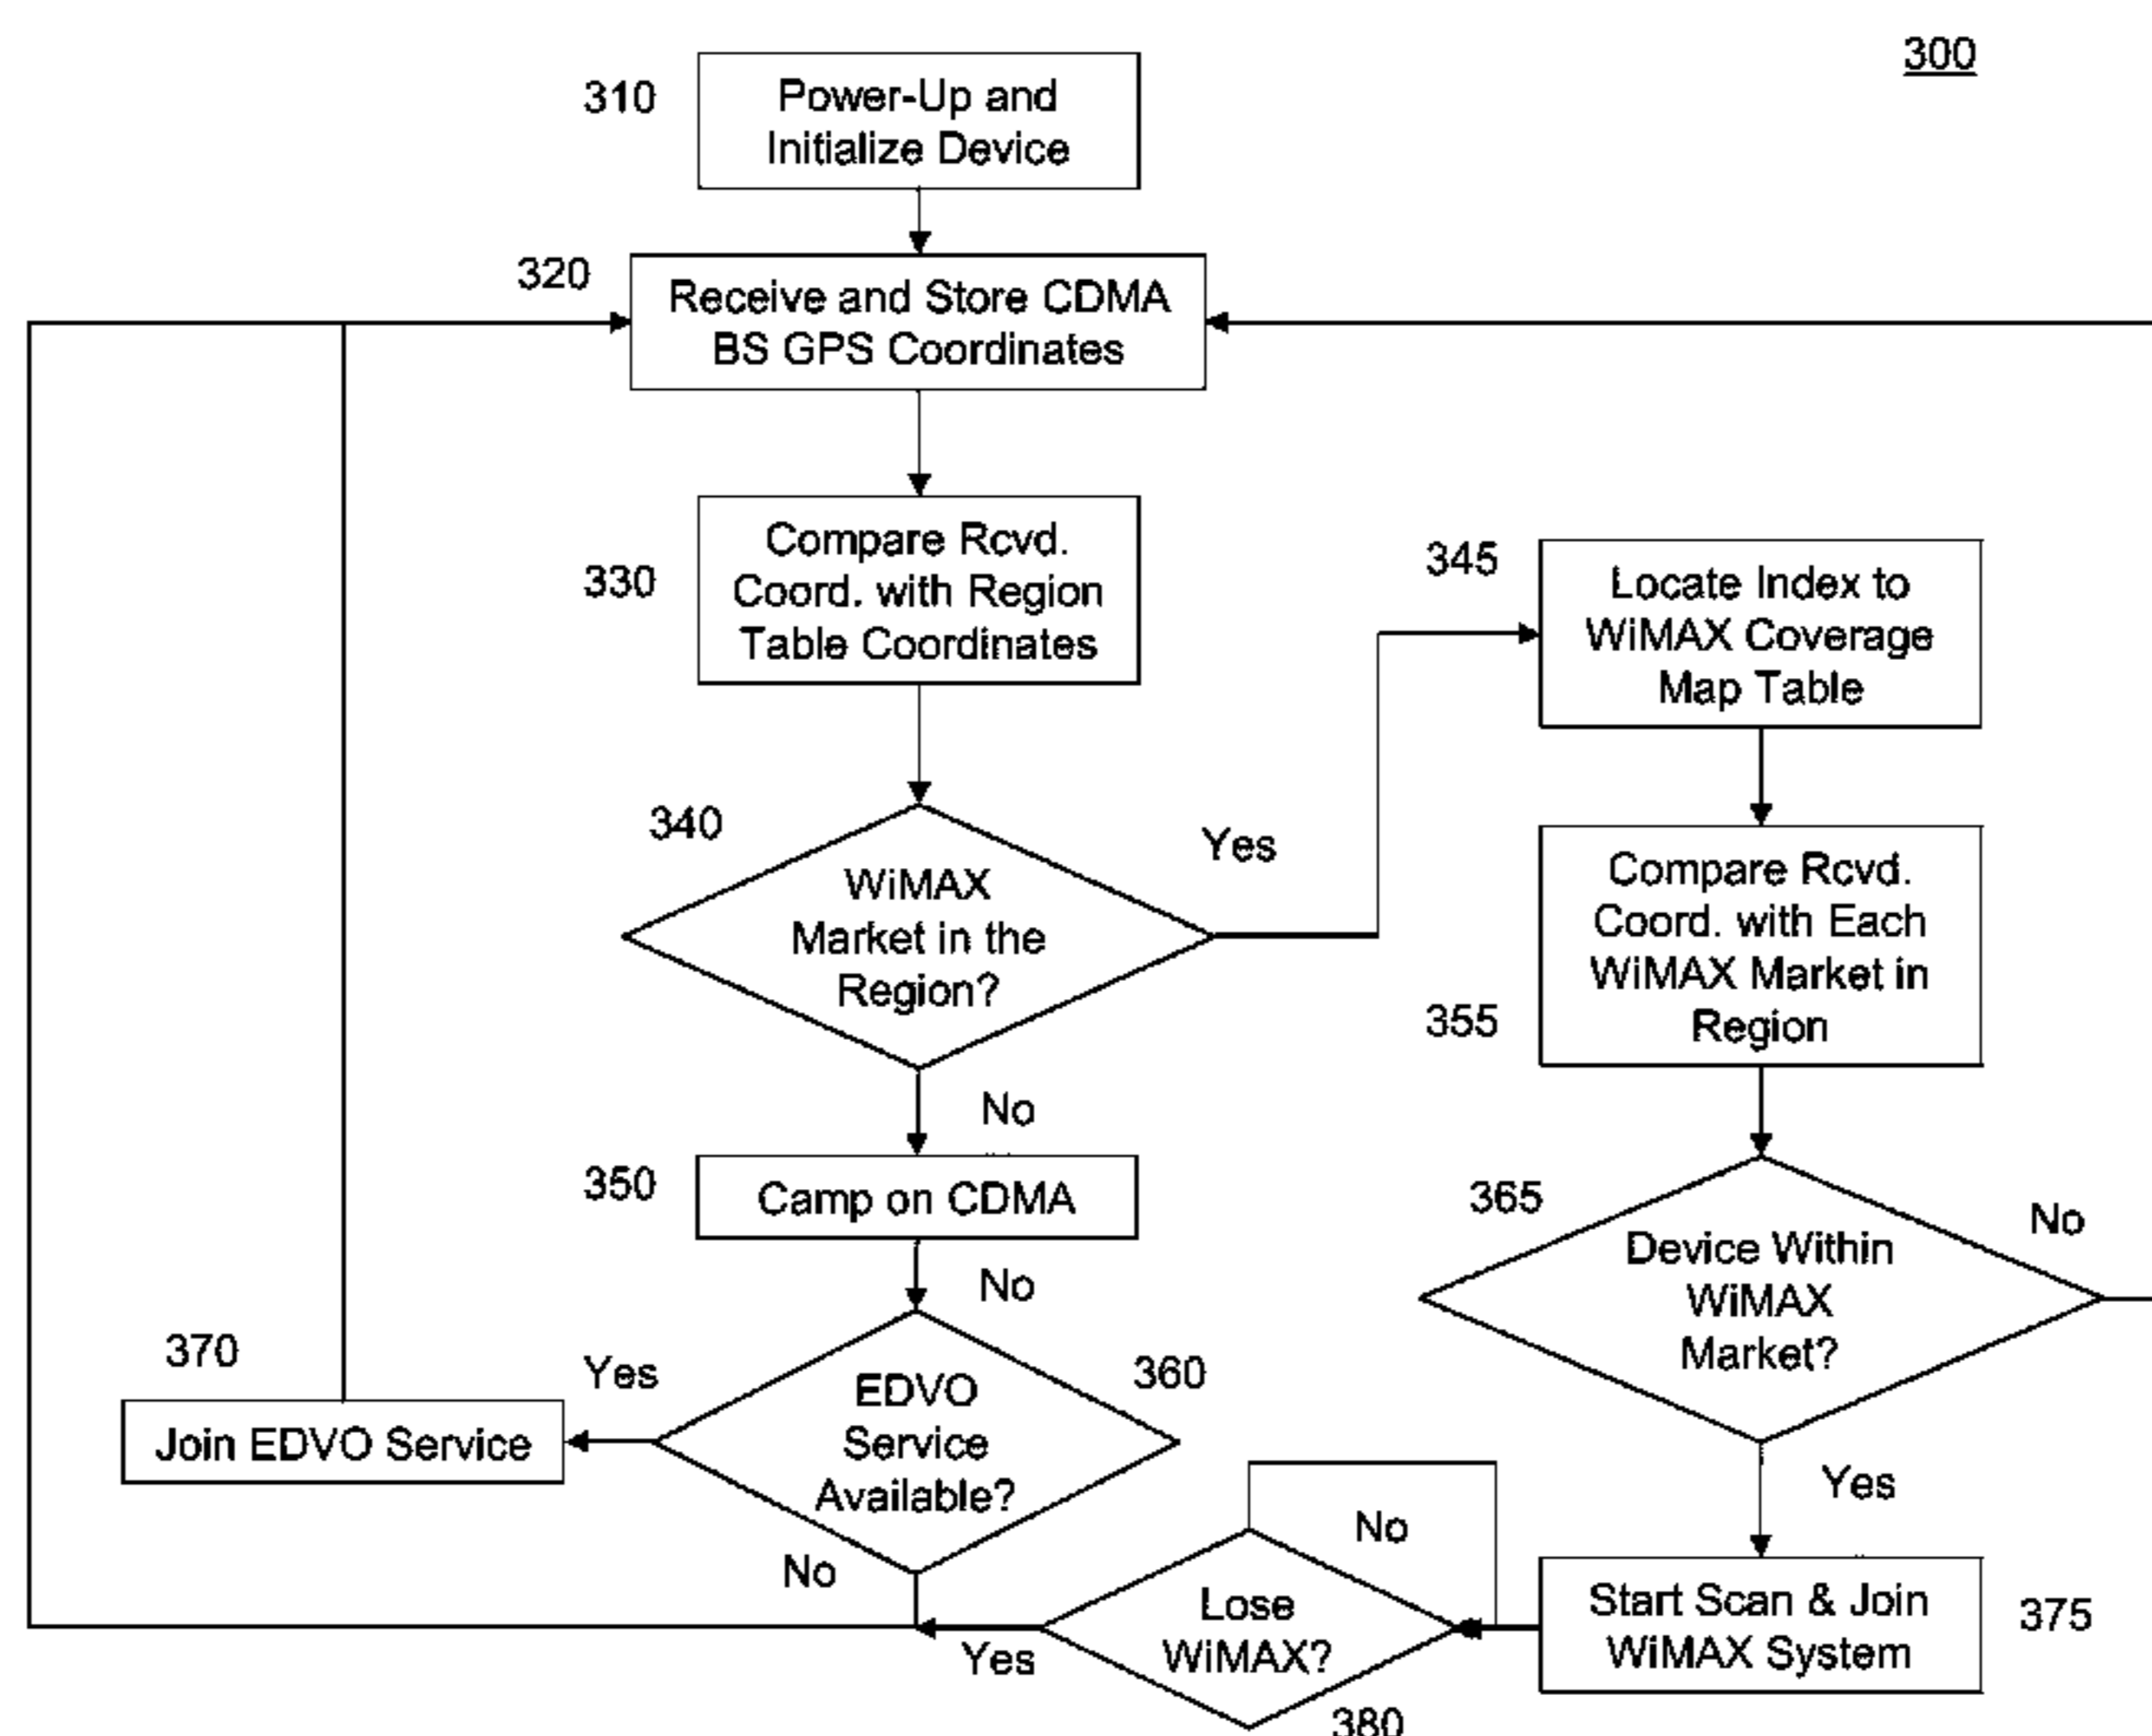 300
310
Power-Up and
Initialize Device
320
Receive and Store CDMA
BS GPS Coordinates
330
Compare Rcvd.
Coord. with Region
Table Coordinates
340
WiMAX
Market in the
Region?
Yes
No
345
Locate Index to
WiMAX Coverage
Map Table
355
Compare Rcvd.
Coord. with Each
WiMAX Market in
Region
350
Camp on CDMA
No
365
Device Within
WiMAX
Market?
No
Yes
360
EDVO
Service
Available?
Yes
No
370
Join EDVO Service
375
Start Scan & Join
WiMAX System
380
Lose
WiMAX?
No
Yes